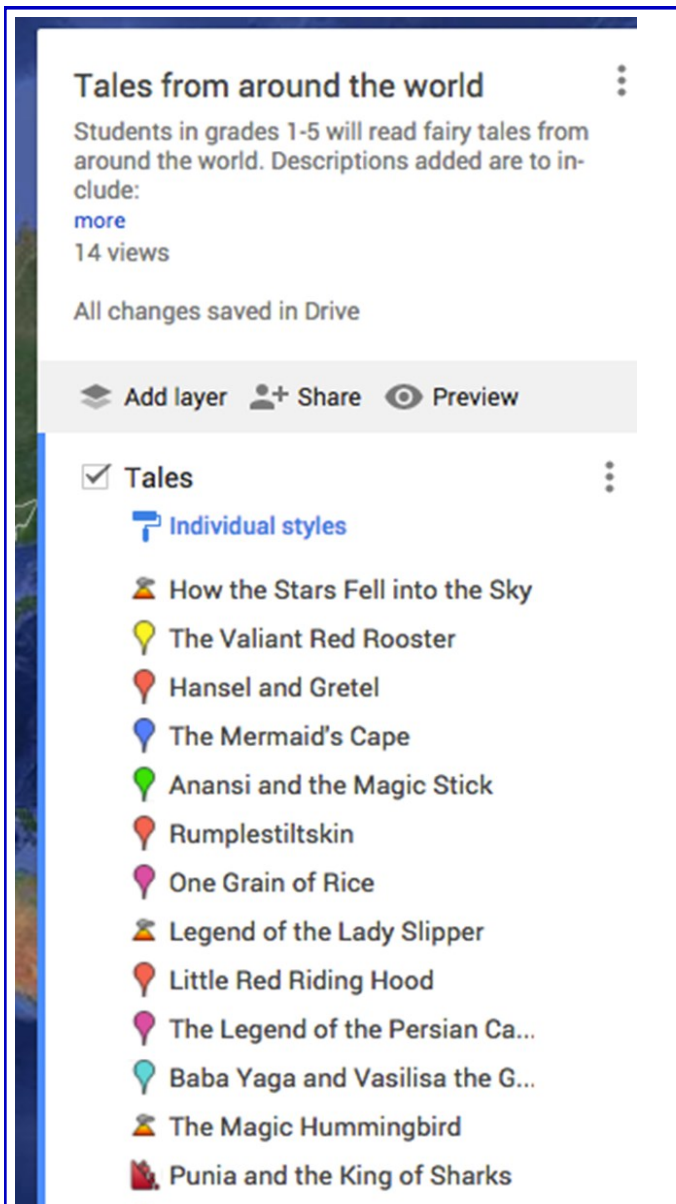 Tales from around the world
Students in grades 1-5 will read fairy tales from
around the world. Descriptions added are to in-
clude:
more
14 views
All changes saved in Drive
Add layer Share Preview
Tales
Individual styles
How the Stars Fell into the Sky
The Valiant Red Rooster
Hansel and Gretel
The Mermaid's Cape
Anansi and the Magic Stick
Rumplestiltskin
One Grain of Rice
Legend of the Lady Slipper
Little Red Riding Hood
The Legend of the Persian Ca...
Baba Yaga and Vasilisa the G...
The Magic Hummingbird
Punia and the King of Sharks